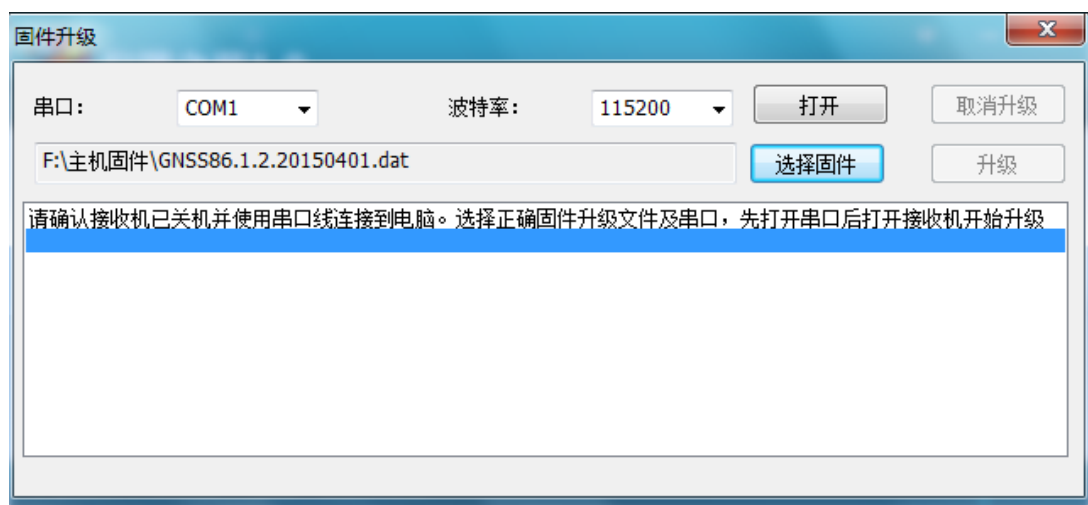 固件升级
串口: COM1 波特率: 115200 打开 取消升级
F:\主机固件\GNSS86.1.2.20150401.dat 选择固件 升级
请确认接收机已关机并使用串口线连接到电脑。选择正确固件升级文件及串口，先打开串口后打开接收机开始升级